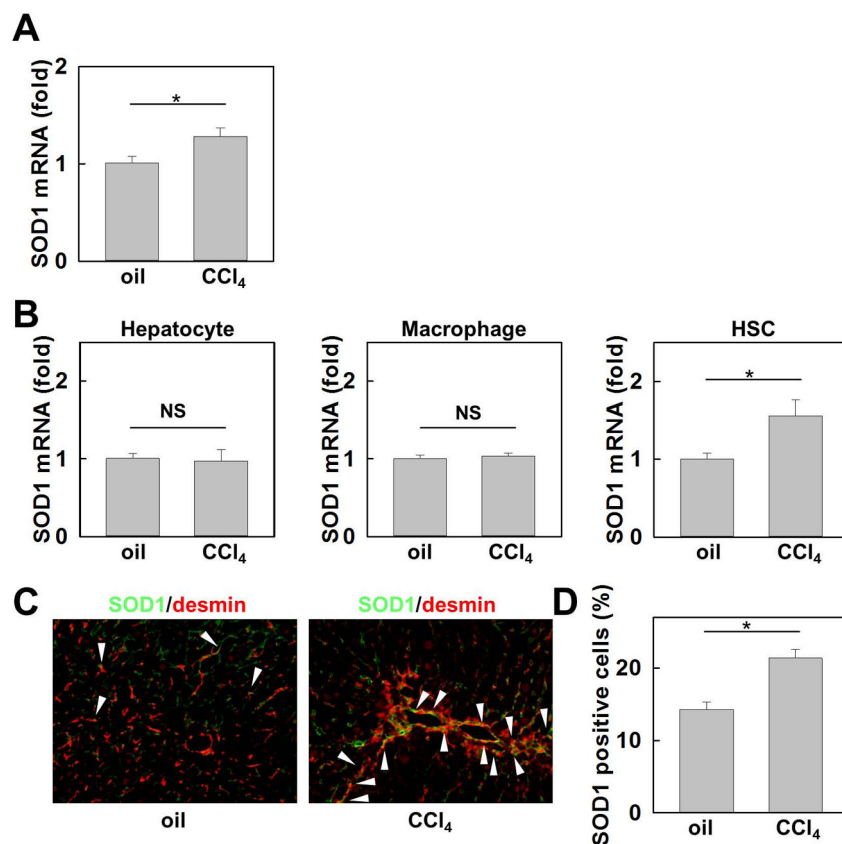 A
SOD1 mRNA (fold)
2
1
0
*
oil CCl₄
B
Hepatocyte
SOD1 mRNA (fold)
2
1
0
NS
oil CCl₄
Macrophage
SOD1 mRNA (fold)
2
1
0
NS
oil CCl₄
HSC
SOD1 mRNA (fold)
2
1
0
*
oil CCl₄
C
SOD1/desmin
oil
SOD1/desmin
CCl₄
D
SOD1 positive cells (%)
20
10
0
*
oil CCl₄